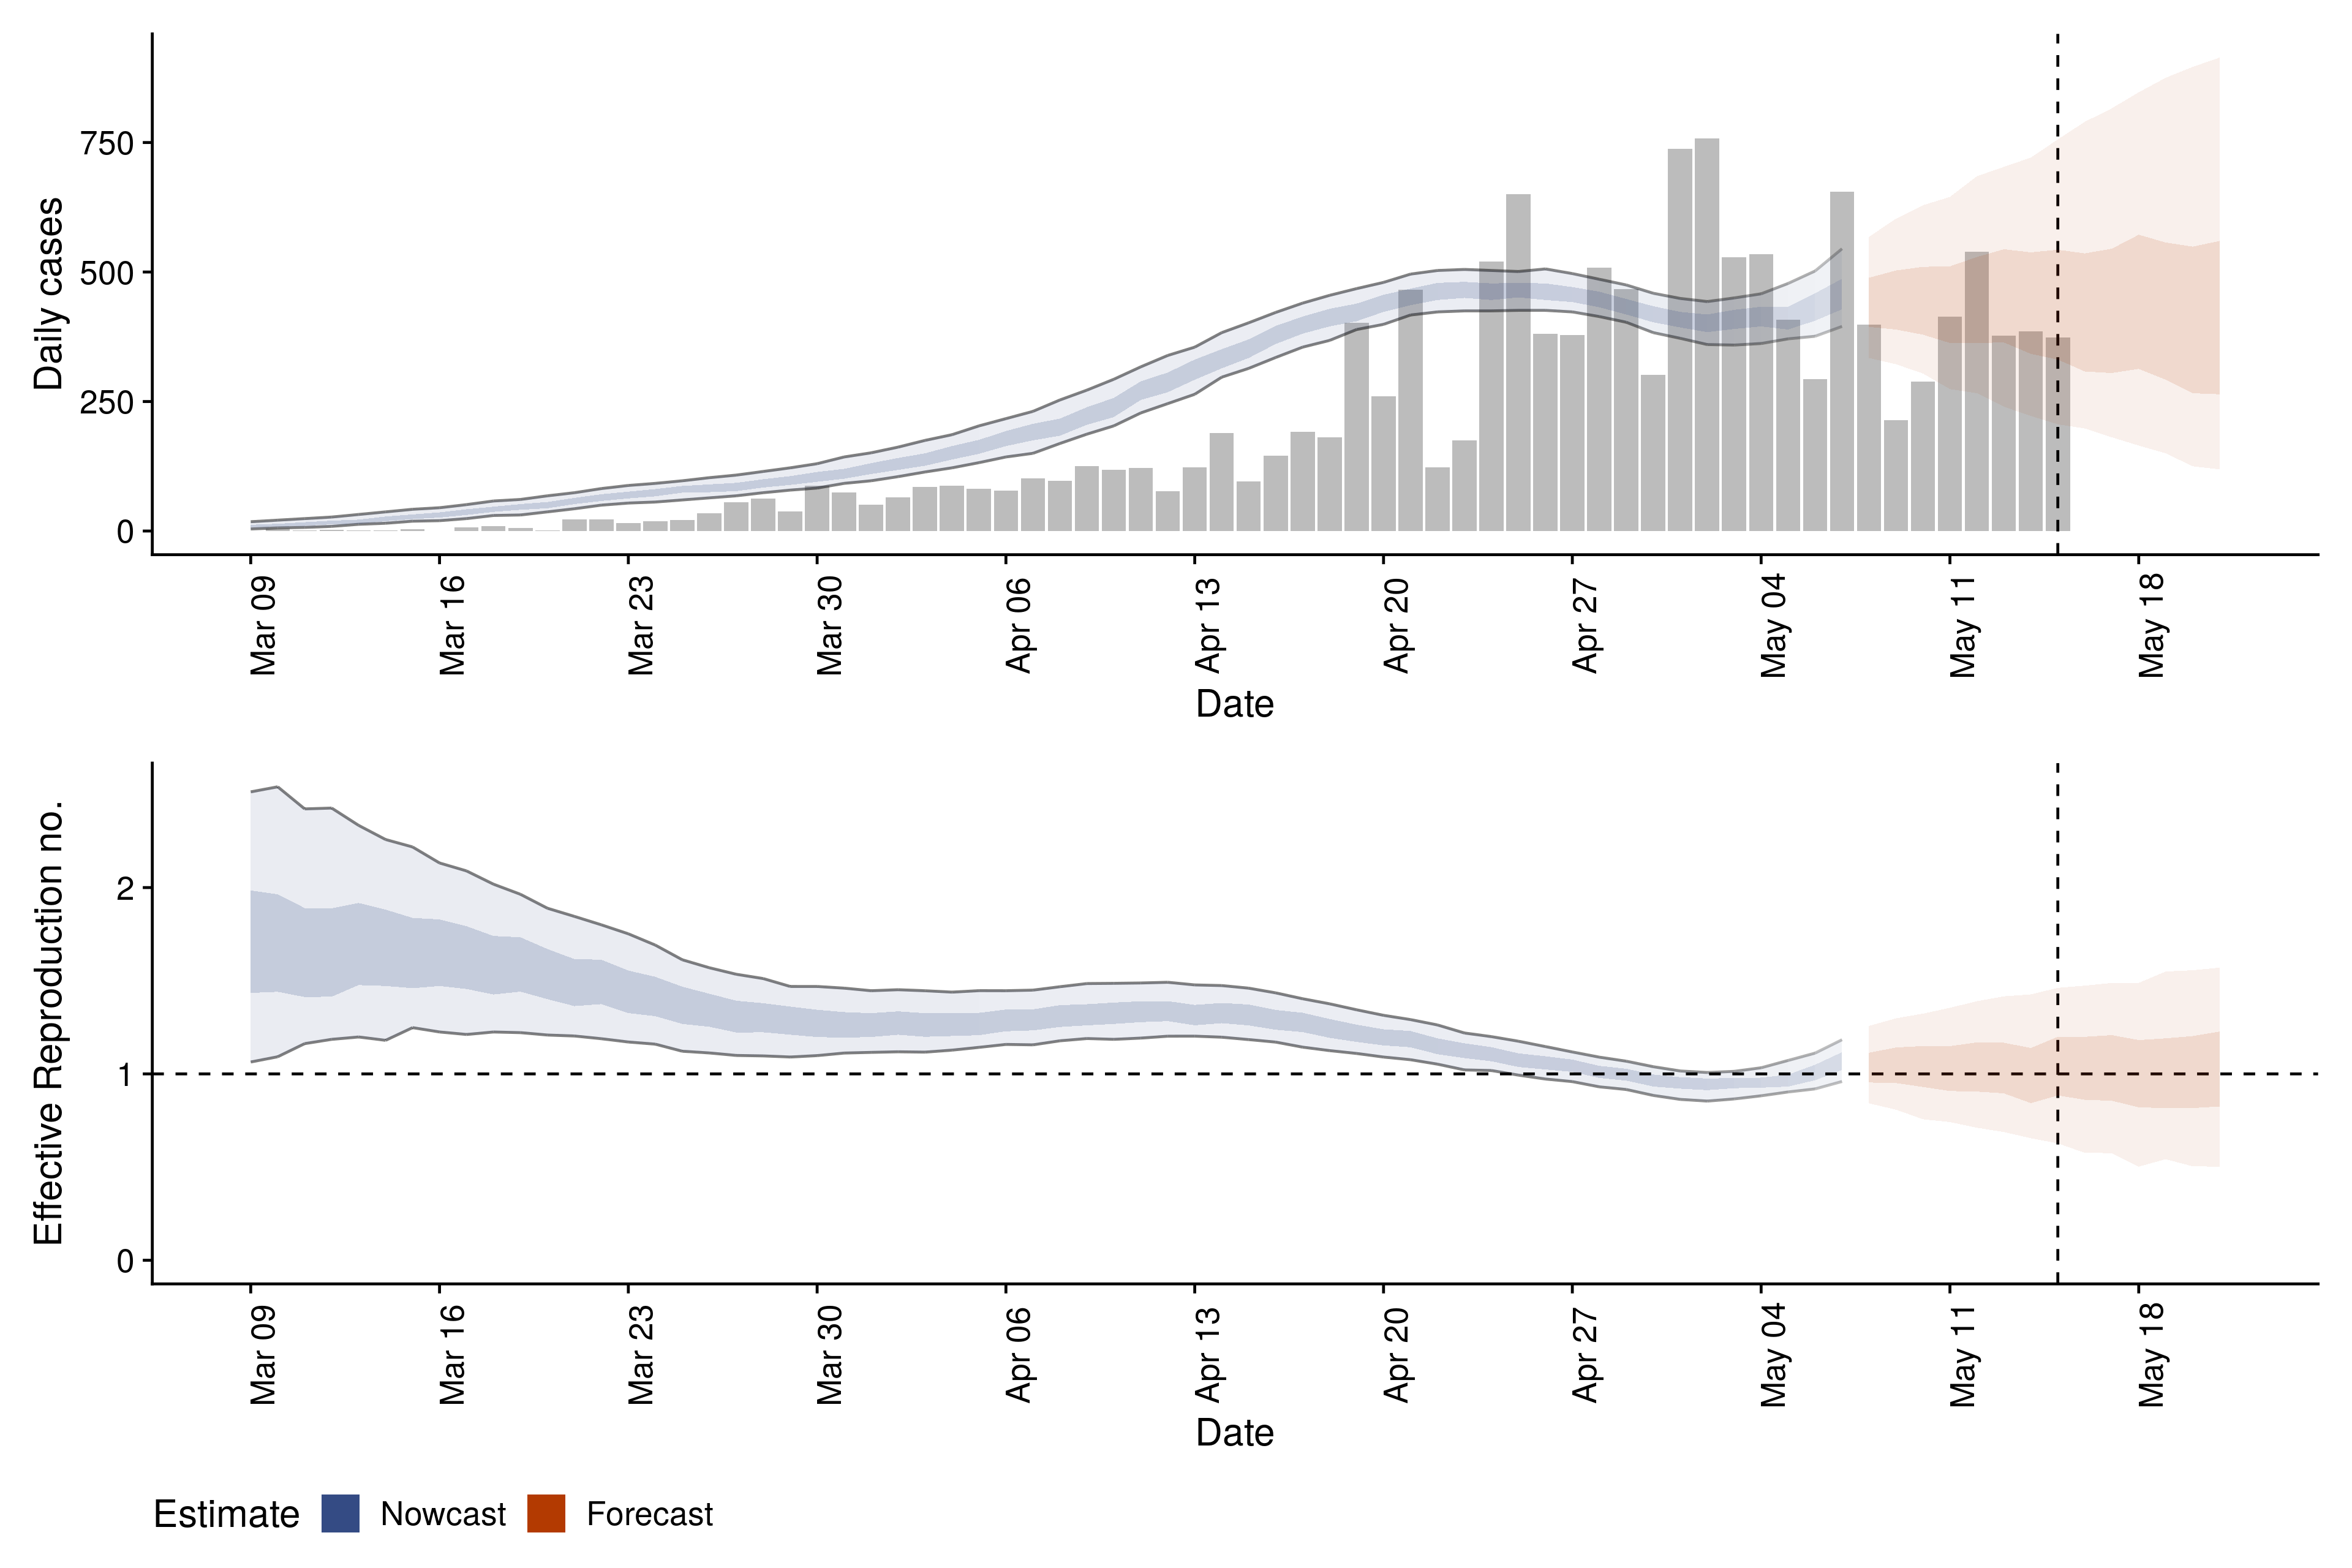 Daily cases
750
500
250
0
Mar 09
Mar 16
Mar 23
Mar 30
Apr 06
Apr 13
Apr 20
Apr 27
May 04
May 11
May 18
Date
Effective Reproduction no.
2
1
0
Mar 09
Mar 16
Mar 23
Mar 30
Apr 06
Apr 13
Apr 20
Apr 27
May 04
May 11
May 18
Date
Estimate Nowcast Forecast